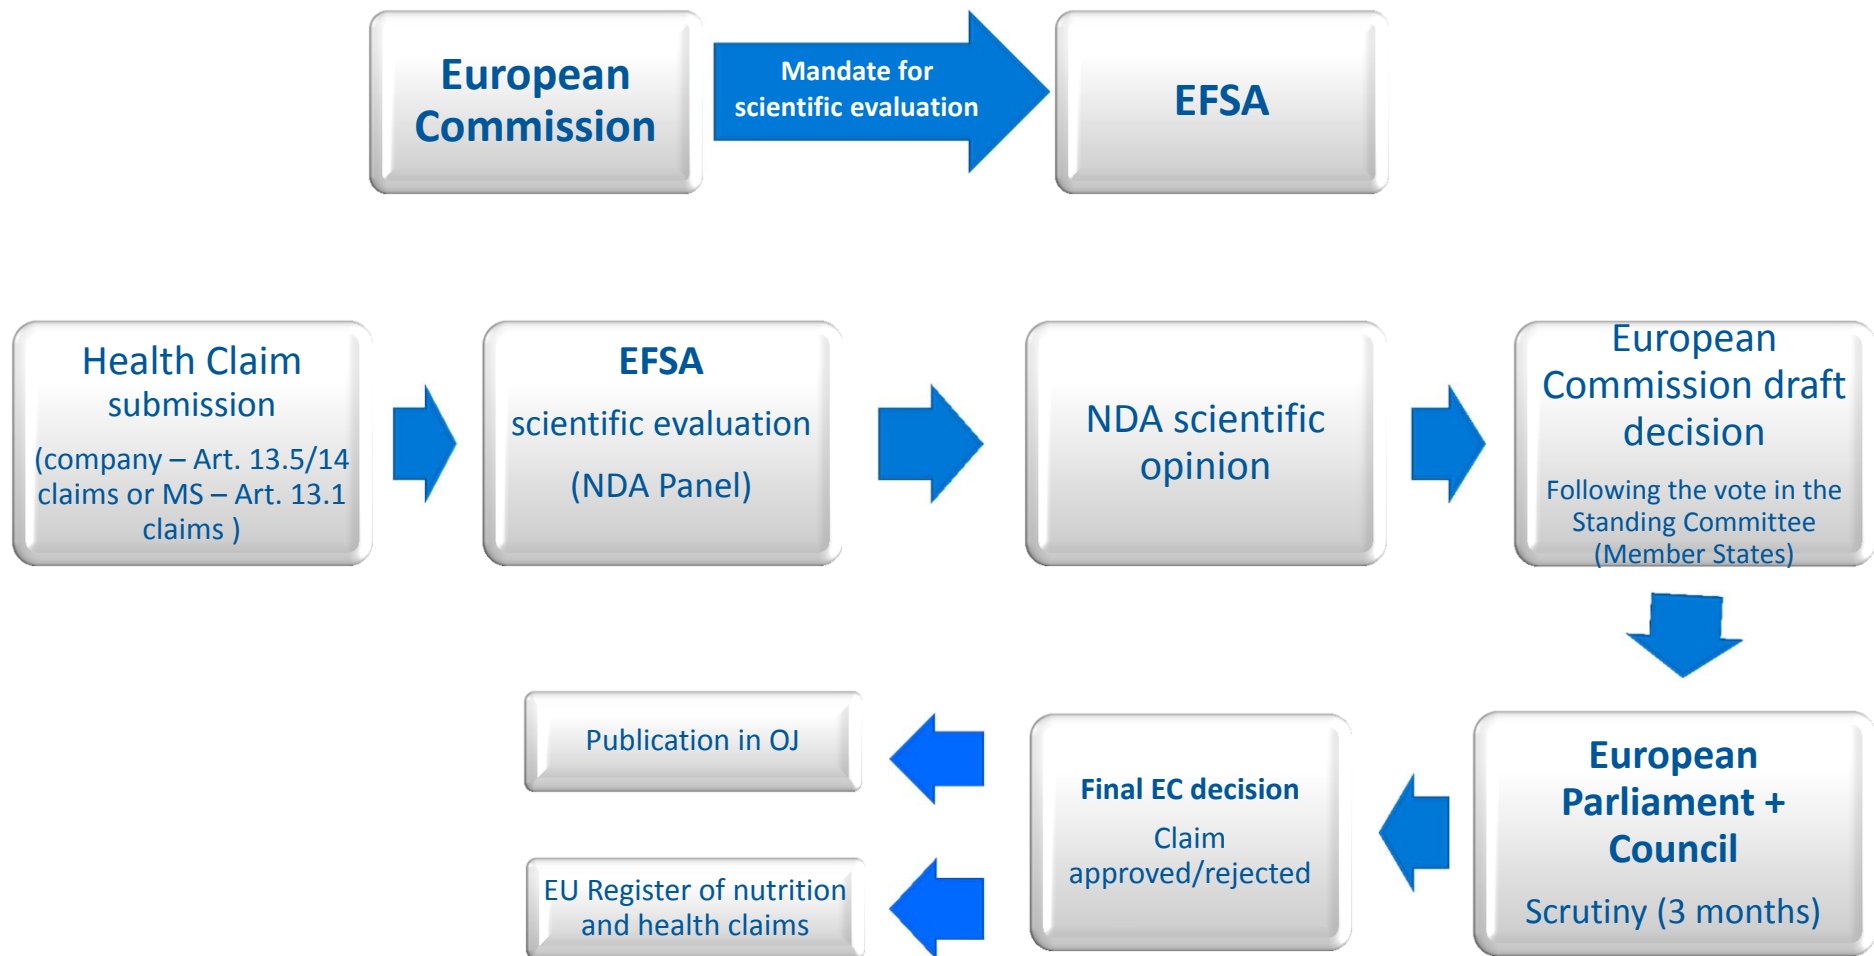 European
Commission
Mandate for
scientific evaluation
EFSA
Health Claim
submission
(company – Art. 13.5/14
claims or MS – Art. 13.1
claims )
EFSA
scientific evaluation
(NDA Panel)
NDA scientific
opinion
European
Commission draft
decision
Following the vote in the
Standing Committee
(Member States)
European
Parliament +
Council
Scrutiny (3 months)
Final EC decision
Claim
approved/rejected
Publication in OJ
EU Register of nutrition
and health claims